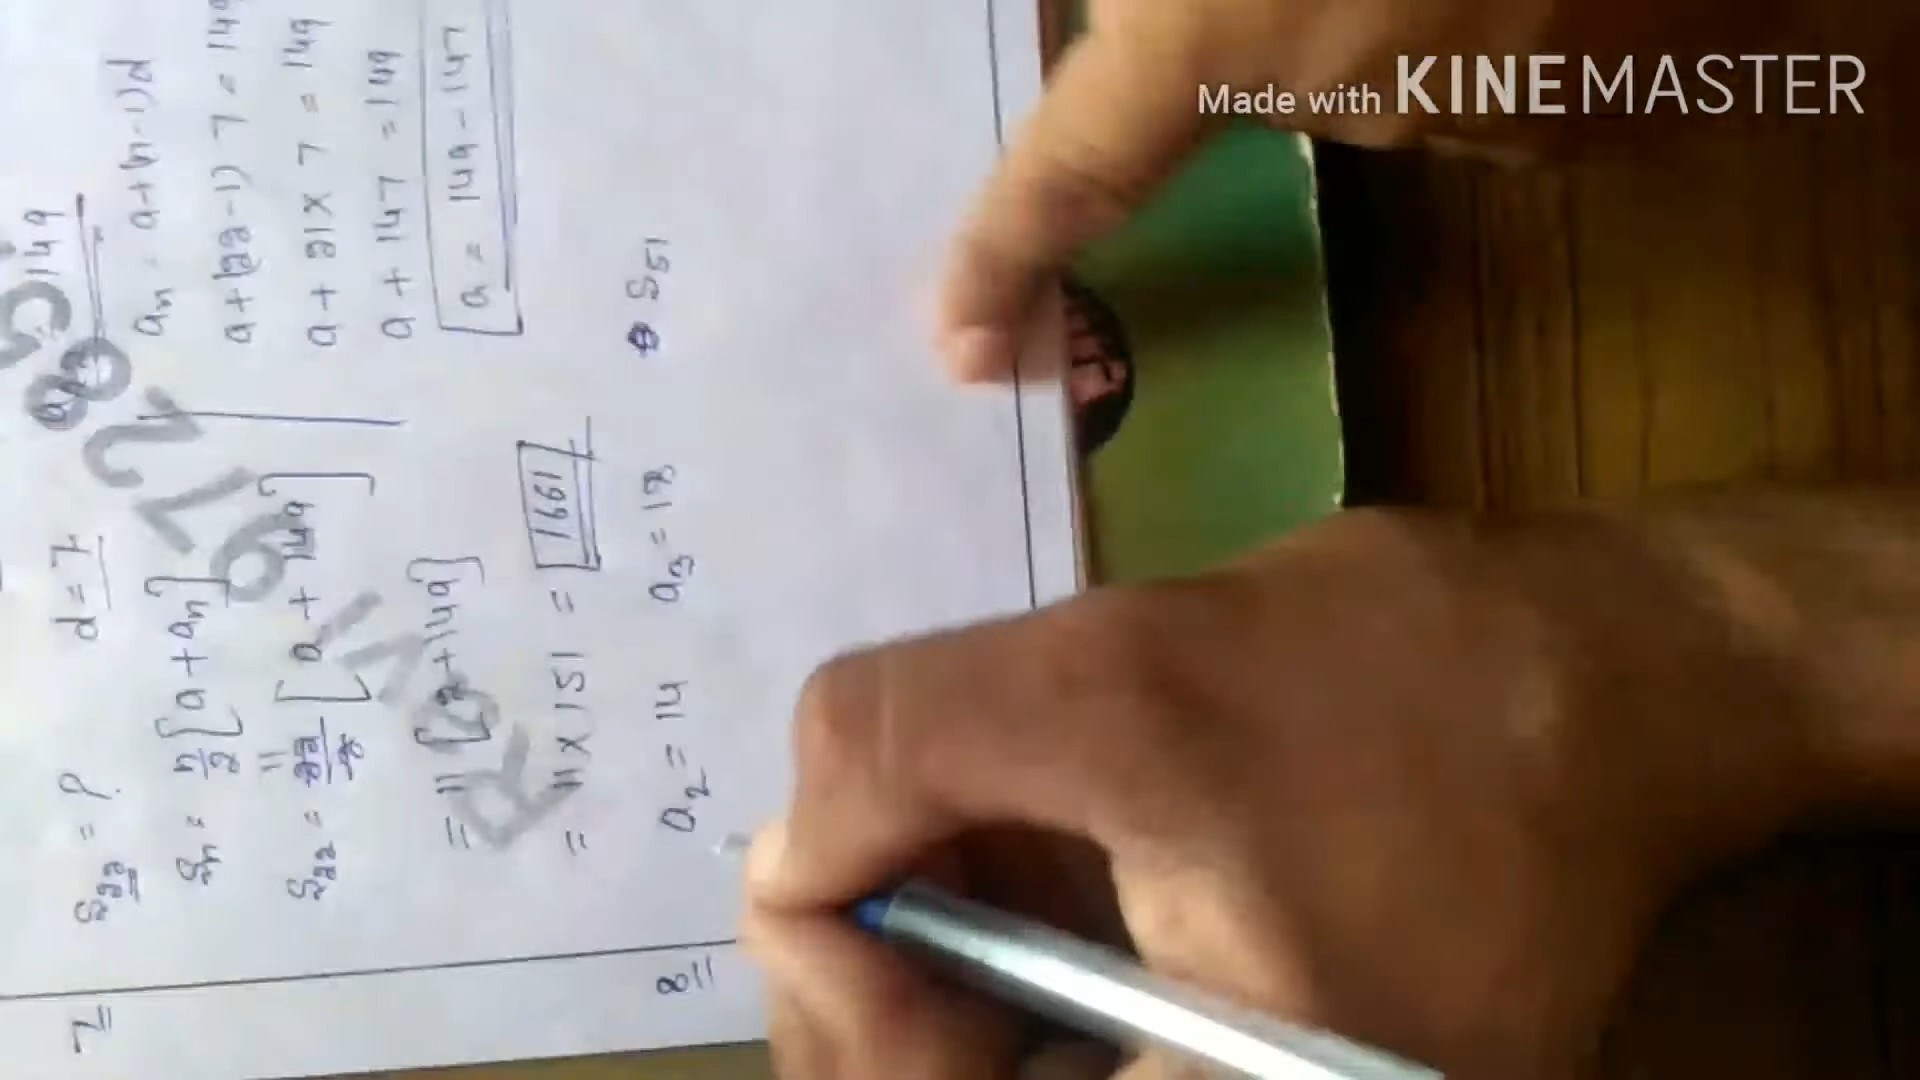 Made with KINEMASTER
7
S22 = ?
d = 7
a22 = 149
Sn = n/2 [a + an]
S22 = 22/2 11 [a + 149]
= 11 [2 + 149]
= 11 x 151 = 1661
an = a + (n-1)d
a + (22-1) 7 = 149
a + 21 x 7 = 149
a + 147 = 149
a = 149 - 147
8
a2 = 14
a3 = 18
S51